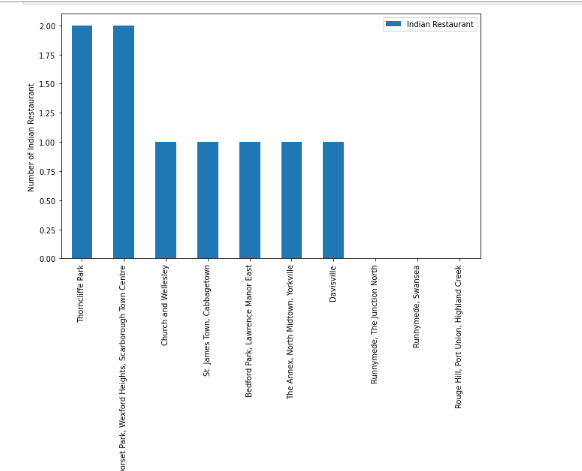 Indian Restaurant
Number of Indian Restaurant
2.00
1.75
1.50
1.25
1.00
0.75
0.50
0.25
0.00
Thorncliffe Park
orset Park, Wexford Heights, Scarborough Town Centre
Church and Wellesley
St. James Town, Cabbagetown
Bedford Park, Lawrence Manor East
The Annex, North Midtown, Yorkville
Davisville
Runnymede, The Junction North
Runnymede, Swansea
Rouge Hill, Port Union, Highland Creek